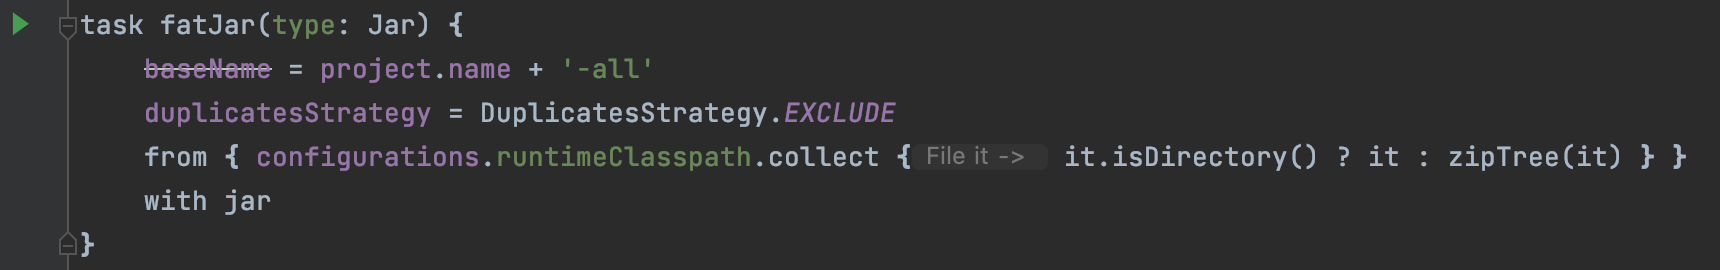 task fatJar(type: Jar) {
baseName = project.name + '-all'
duplicatesStrategy = DuplicatesStrategy.EXCLUDE
from { configurations.runtimeClasspath.collect { File it -> it.isDirectory() ? it : zipTree(it) } }
with jar
}